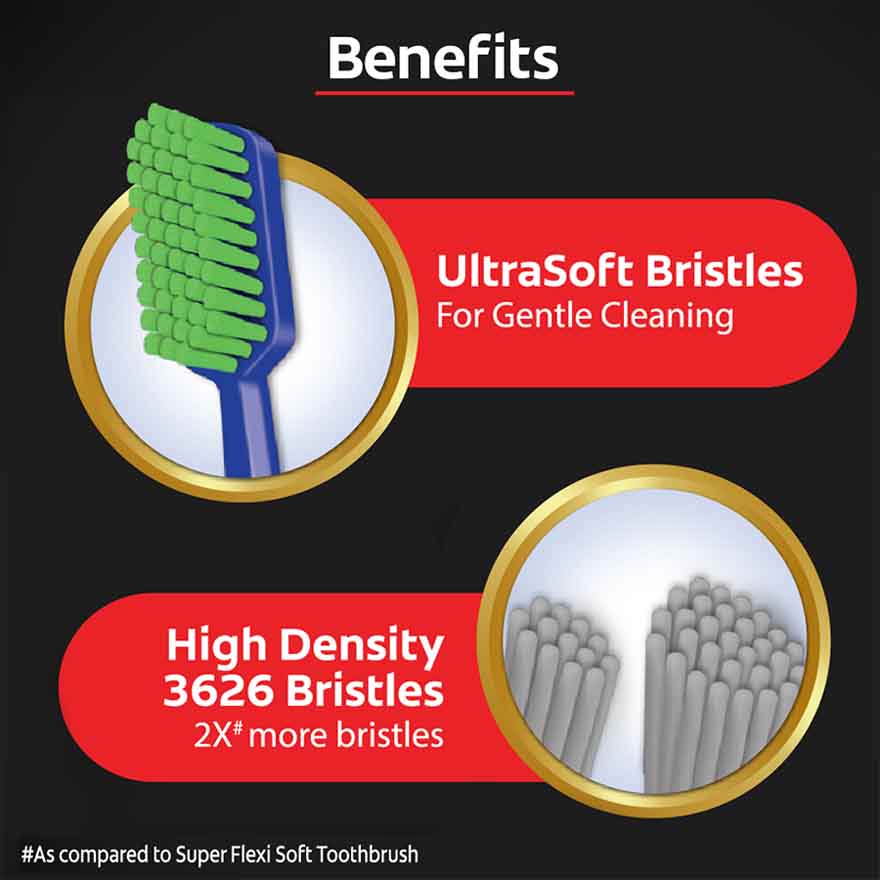 Benefits
UltraSoft Bristles
For Gentle Cleaning
High Density
3626 Bristles
2X# more bristles
#As compared to Super Flexi Soft Toothbrush